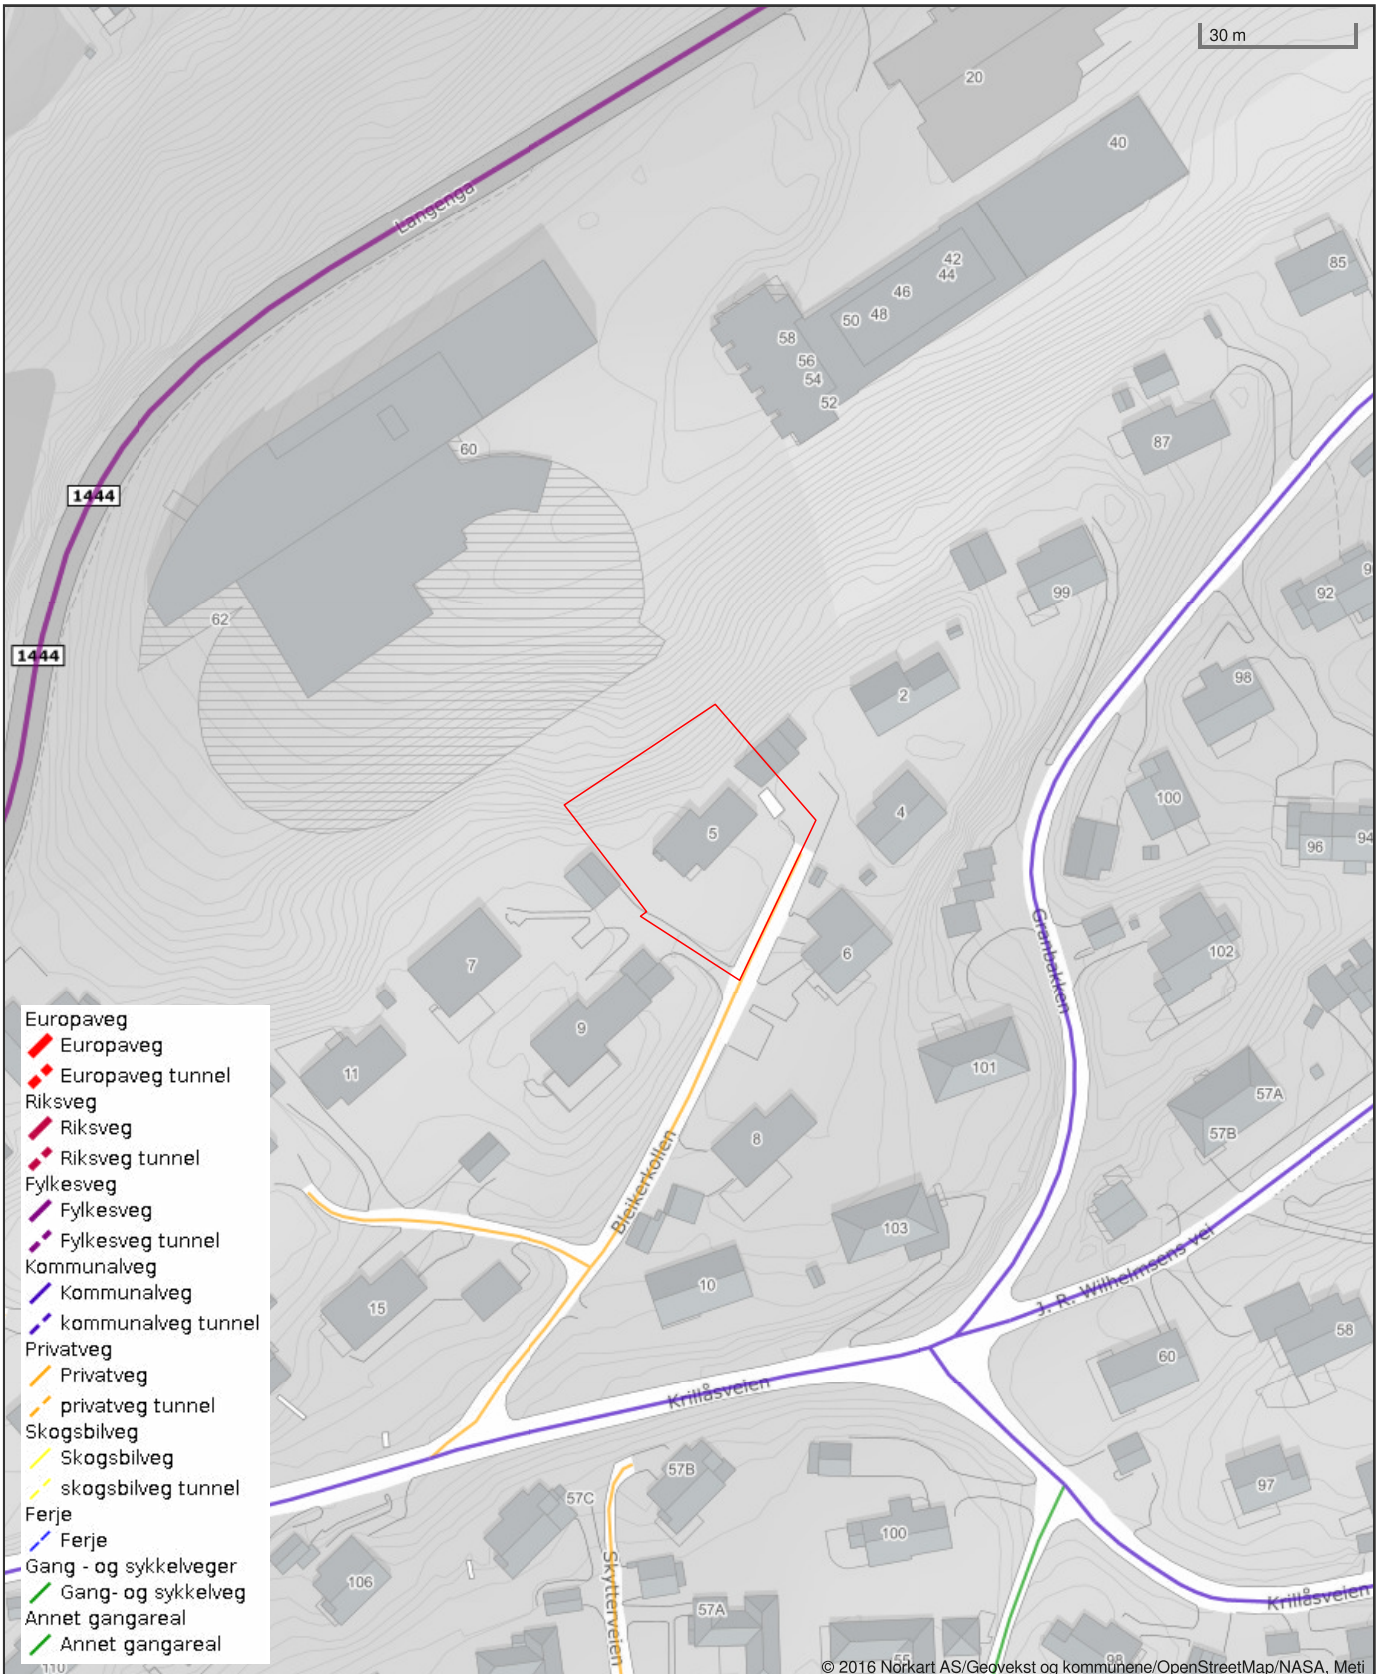 30 m
20
40
Langenga
42
44
46
48
50
58
56
54
52
85
87
60
1444
62
1444
99
92
98
2
100
4
5
96
94
7
6
Granbakken
102
9
11
101
57A
57B
8
Bleikerkollen
103
J. R. Wilhelmsens vei
10
15
58
60
Krillåsveien
57B
57C
97
100
106
Skytterveien
57A
Krillåsveien
55
98
110
Europaveg
Europaveg
Europaveg tunnel
Riksveg
Riksveg
Riksveg tunnel
Fylkesveg
Fylkesveg
Fylkesveg tunnel
Kommunalveg
Kommunalveg
kommunalveg tunnel
Privatveg
Privatveg
privatveg tunnel
Skogsbilveg
Skogsbilveg
skogsbilveg tunnel
Ferje
Ferje
Gang - og sykkelveger
Gang- og sykkelveg
Annet gangareal
Annet gangareal
© 2016 Norkart AS/Geovekst og kommunene/OpenStreetMap/NASA, Meti